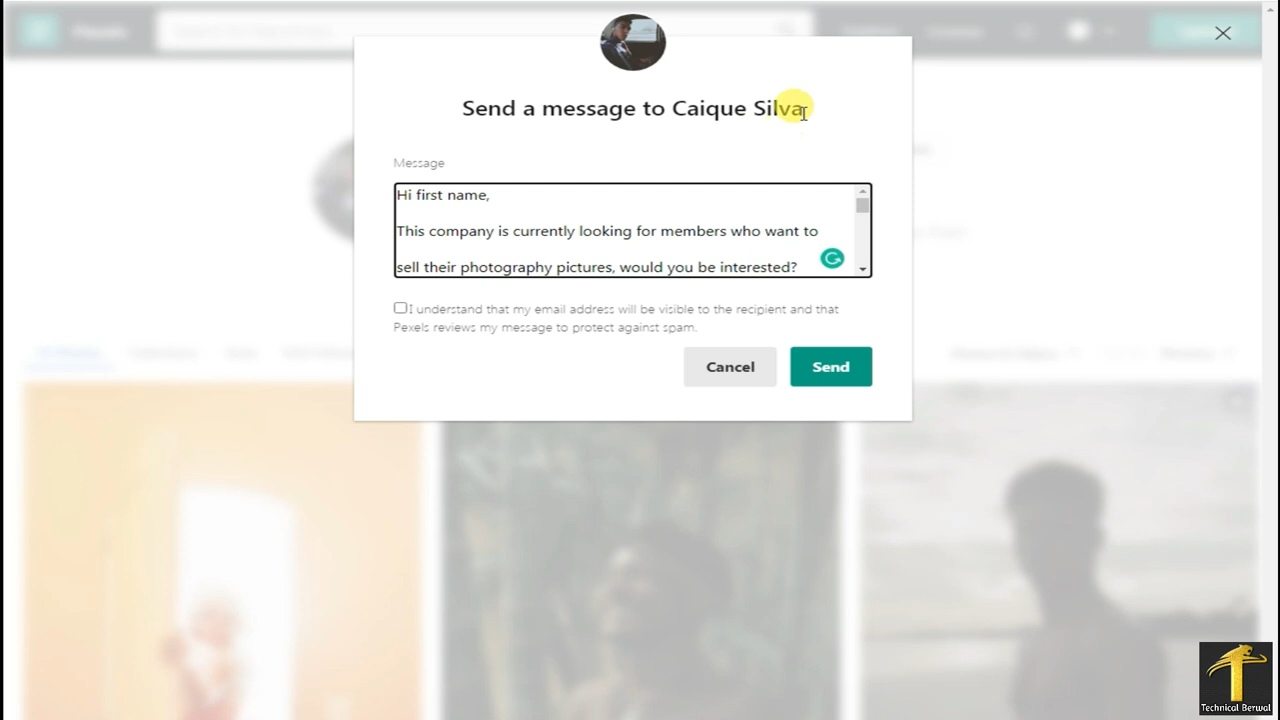 Send a message to Caique Silva
Message
Hi first name,
This company is currently looking for members who want to
sell their photography pictures, would you be interested?
I understand that my email address will be visible to the recipient and that
Pexels reviews my message to protect against spam.
Cancel
Send
Technical Berwal